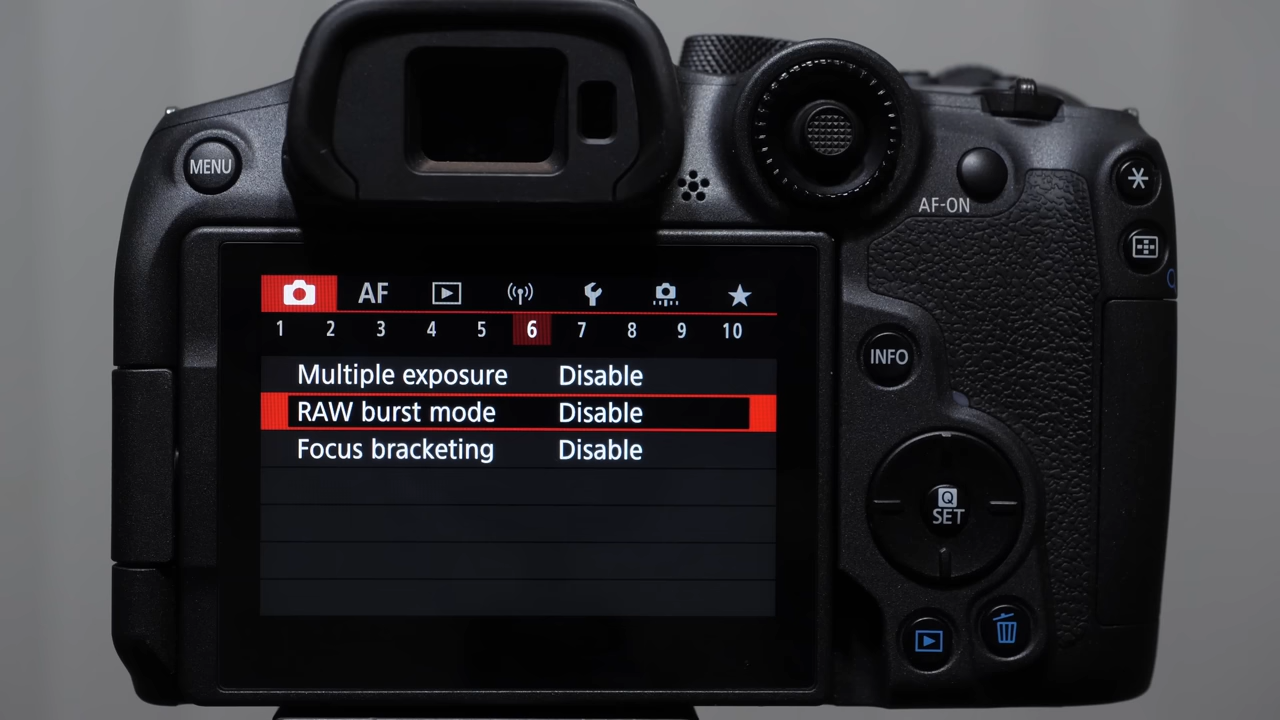 MENU
AF-ON
AF
1 2 3 4 5 6 7 8 9 10
Multiple exposure Disable
RAW burst mode Disable
Focus bracketing Disable
INFO
Q
SET